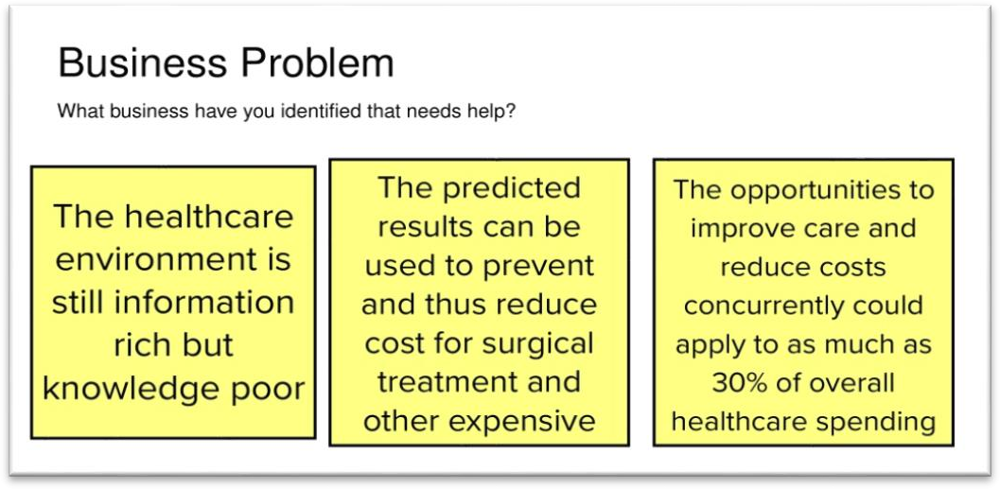 Business Problem
What business have you identified that needs help?
The healthcare
environment is
still information
rich but
knowledge poor
The predicted
results can be
used to prevent
and thus reduce
cost for surgical
treatment and
other expensive
The opportunities to
improve care and
reduce costs
concurrently could
apply to as much as
30% of overall
healthcare spending